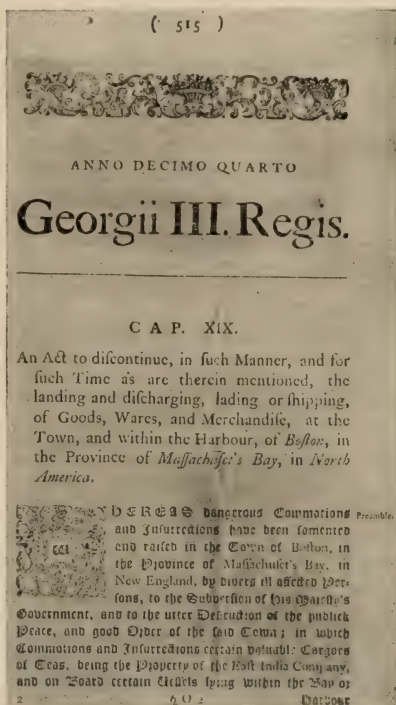 ( 515 )
ANNO DECIMO QUARTO
Georgii III. Regis.
CAP. XIX.
An Act to diſcontinue, in ſuch Manner, and for
ſuch Time as are therein mentioned, the
landing and diſcharging, lading or ſhipping,
of Goods, Wares, and Merchandiſe, at the
Town, and within the Harbour, of Boſton, in
the Province of Maſſachuſet's Bay, in North
America.
WHEREAS dangerous Commotions Preamble.
and Inſurrections have been fomented
and raiſed in the Town of Boſton, in
the Province of Maſſachuſet's Bay, in
New England, by divers ill affected Per-
ſons, to the Subverſion of His Majeſty's
Government, and to the utter Deſtruction of the publick
Peace, and good Order of the ſaid Town; in which
Commotions and Inſurrections certain valuable Cargoes
of Teas, being the Property of the Eaſt India Company,
and on Board certain Veſſels lying within the Bay or
2 Harbour